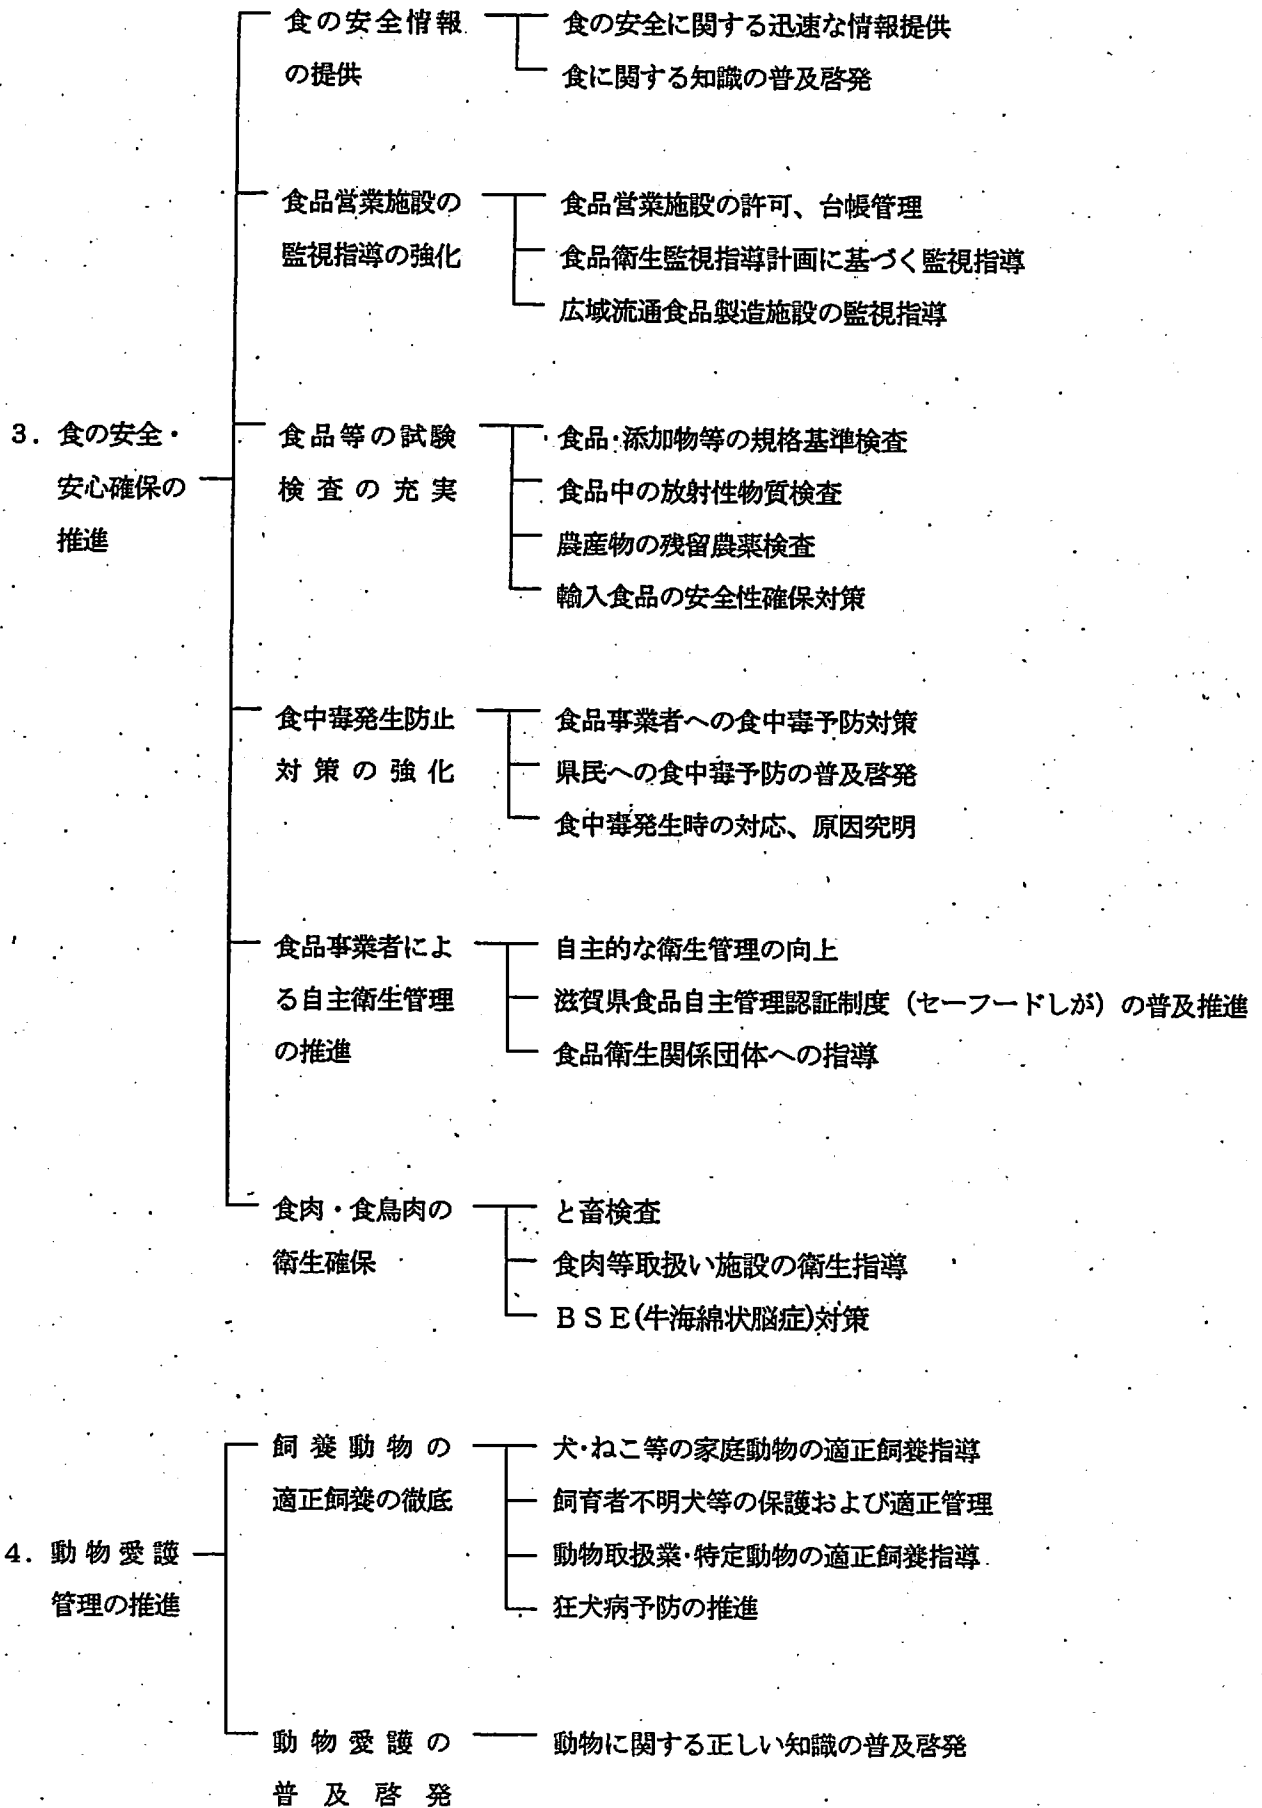 食の安全情報
の提供
食の安全に関する迅速な情報提供
食に関する知識の普及啓発
食品営業施設の
監視指導の強化
食品営業施設の許可、台帳管理
食品衛生監視指導計画に基づく監視指導
広域流通食品製造施設の監視指導
3. 食の安全・
安心確保の
推進
食品等の試験
検査の充実
食品・添加物等の規格基準検査
食品中の放射性物質検査
農産物の残留農薬検査
輸入食品の安全性確保対策
食中毒発生防止
対策の強化
食品事業者への食中毒予防対策
県民への食中毒予防の普及啓発
食中毒発生時の対応、原因究明
食品事業者によ
る自主衛生管理
の推進
自主的な衛生管理の向上
滋賀県食品自主管理認証制度（セーフードしが）の普及推進
食品衛生関係団体への指導
食肉・食鳥肉の
衛生確保
と畜検査
食肉等取扱い施設の衛生指導
BSE(牛海綿状脳症)対策
4. 動物愛護
管理の推進
飼養動物の
適正飼養の徹底
犬・ねこ等の家庭動物の適正飼養指導
飼育者不明犬等の保護および適正管理
動物取扱業・特定動物の適正飼養指導
狂犬病予防の推進
動物愛護の
普及啓発
動物に関する正しい知識の普及啓発